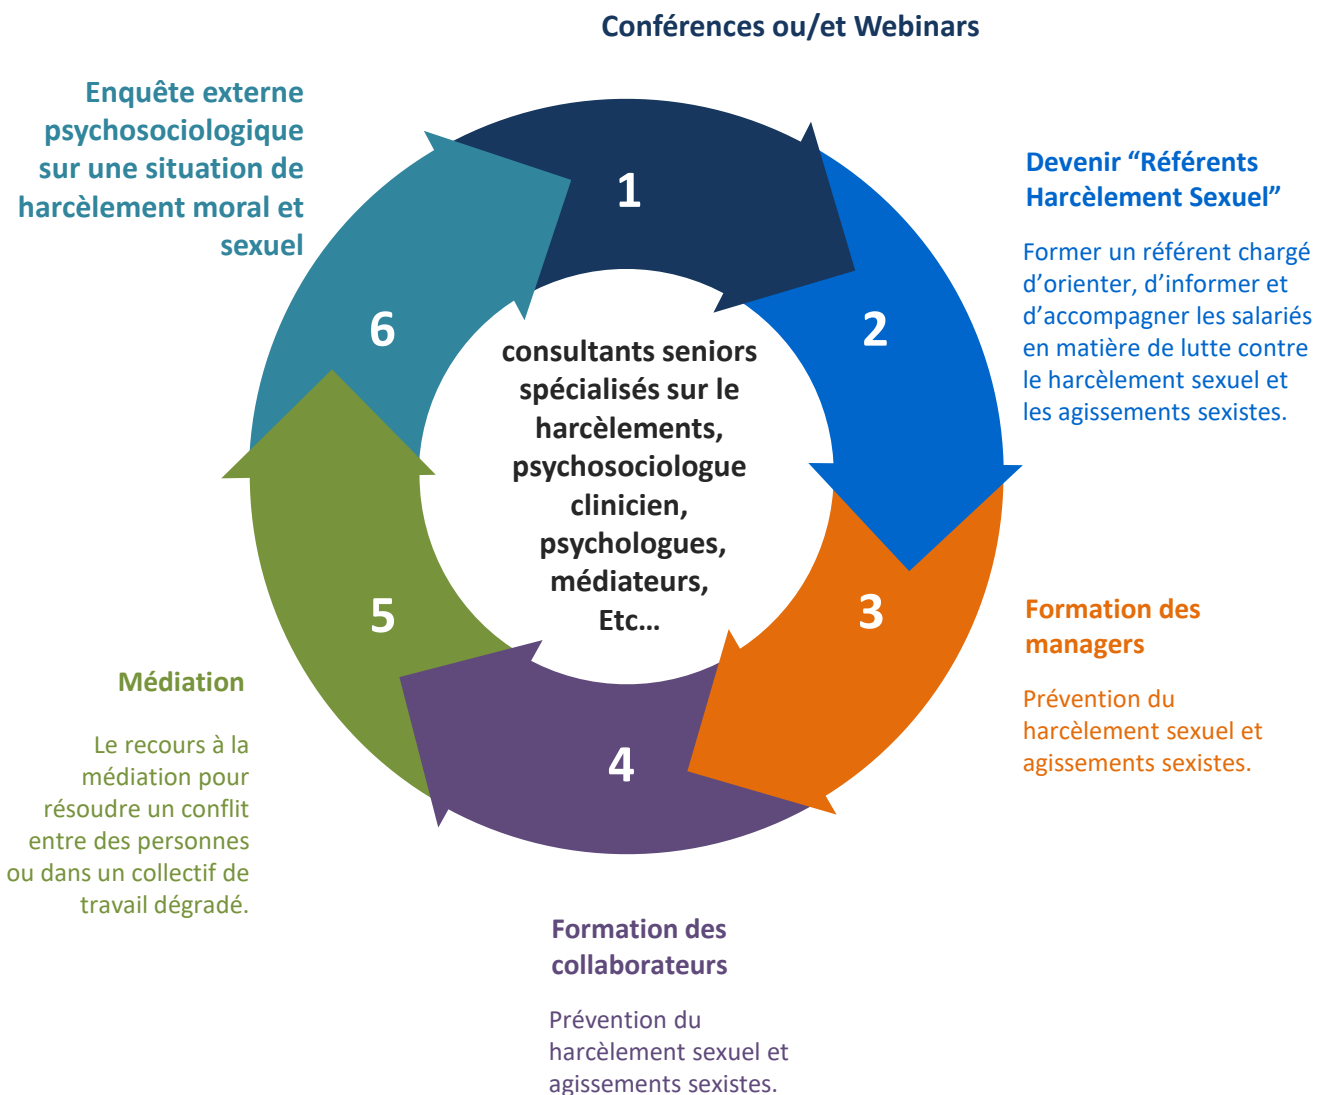 Conférences ou/et Webinars
1
Devenir “Référents
Harcèlement Sexuel”
Former un référent chargé
d’orienter, d’informer et
d’accompagner les salariés
en matière de lutte contre
le harcèlement sexuel et
les agissements sexistes.
2
Formation des
managers
Prévention du
harcèlement sexuel et
agissements sexistes.
3
Formation des
collaborateurs
Prévention du
harcèlement sexuel et
agissements sexistes.
4
Médiation
Le recours à la
médiation pour
résoudre un conflit
entre des personnes
ou dans un collectif de
travail dégradé.
5
Enquête externe
psychosociologique
sur une situation de
harcèlement moral et
sexuel
6
consultants seniors
spécialisés sur le
harcèlements,
psychosociologue
clinicien,
psychologues,
médiateurs,
Etc…